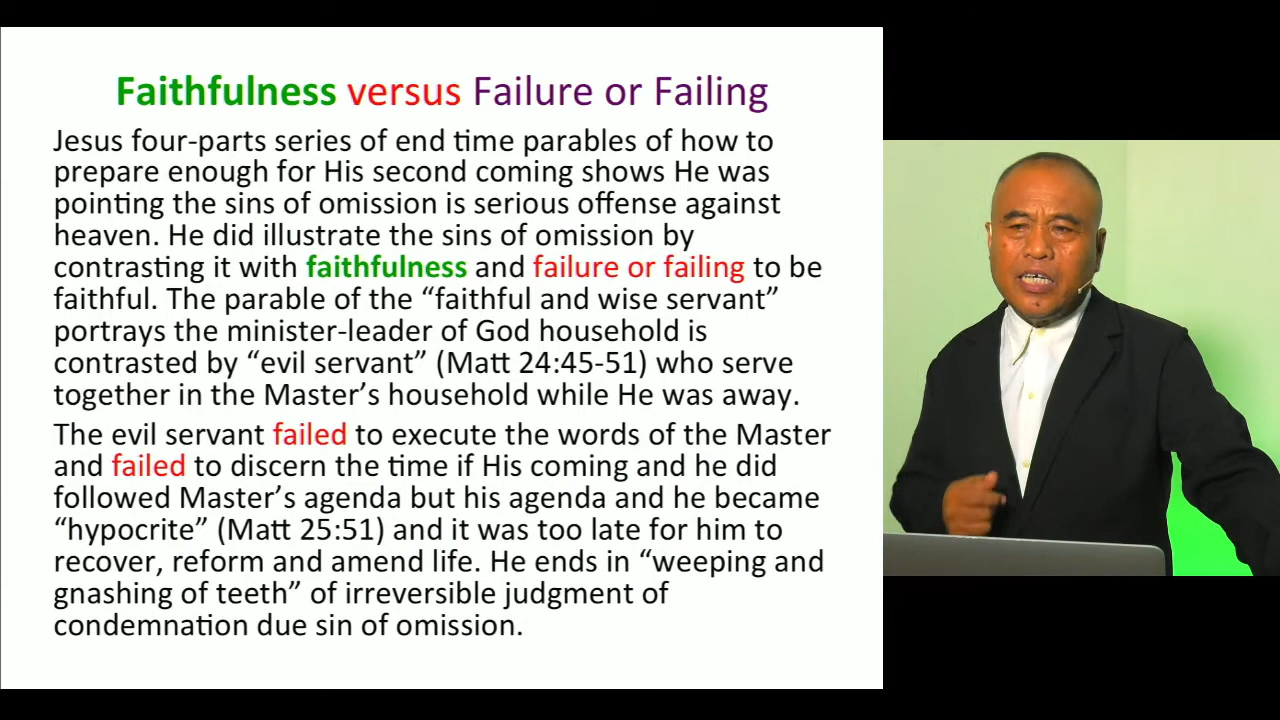 Faithfulness versus Failure or Failing
Jesus four-parts series of end time parables of how to
prepare enough for His second coming shows He was
pointing the sins of omission is serious offense against
heaven. He did illustrate the sins of omission by
contrasting it with faithfulness and failure or failing to be
faithful. The parable of the “faithful and wise servant”
portrays the minister-leader of God household is
contrasted by “evil servant” (Matt 24:45-51) who serve
together in the Master’s household while He was away.
The evil servant failed to execute the words of the Master
and failed to discern the time if His coming and he did
followed Master’s agenda but his agenda and he became
“hypocrite” (Matt 25:51) and it was too late for him to
recover, reform and amend life. He ends in “weeping and
gnashing of teeth” of irreversible judgment of
condemnation due sin of omission.